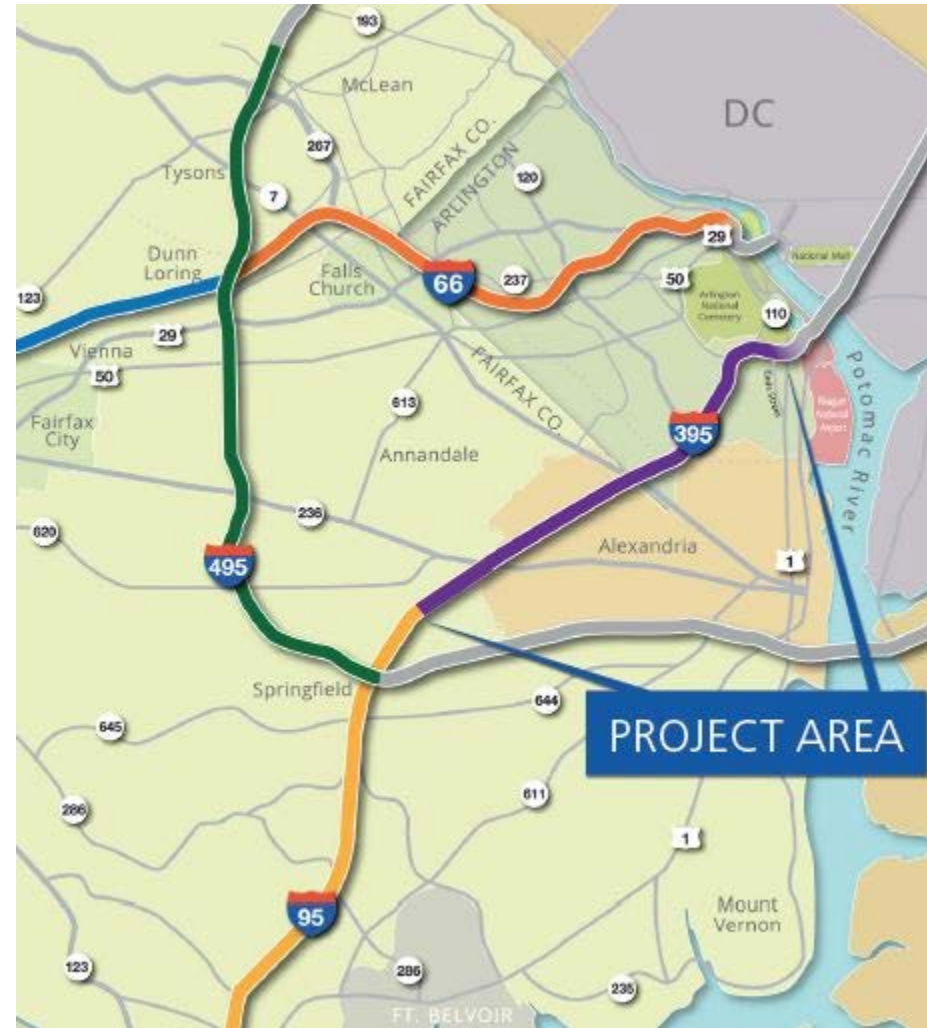 193
McLean
DC
267
FAIRFAX CO.
ARLINGTON
120
Tysons
7
29
National Mall
Dunn
Loring
Falls
Church
66
237
50
Arlington
National
Cemetery
110
123
29
Vienna
50
FAIRFAX CO.
Potomac River
613
395
Fairfax
City
Annandale
236
620
Alexandria
1
495
Springfield
644
PROJECT AREA
645
286
611
1
95
Mount
Vernon
123
286
235
FT. BELVOIR